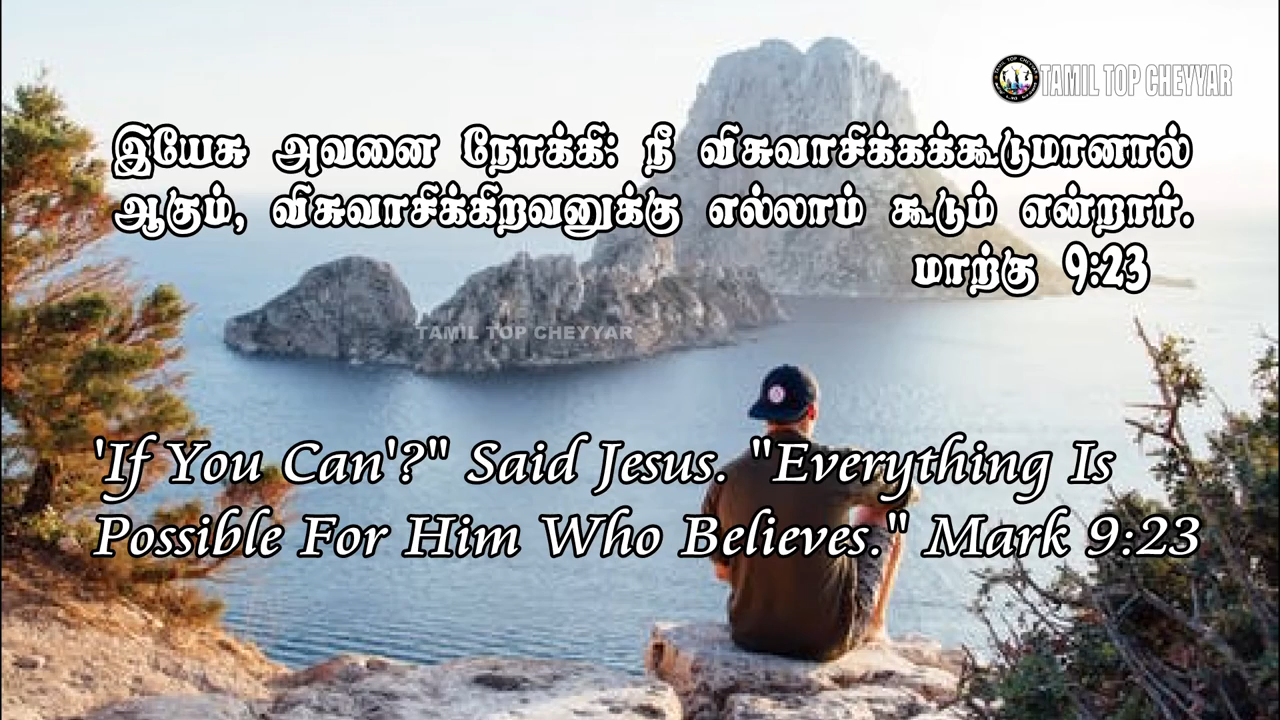 TAMIL TOP CHEYYAR
இயேசு அவனை நோக்கி: நீ விசுவாசிக்கக்கூடுமானால்
ஆகும், விசுவாசிக்கிறவனுக்கு எல்லாம் கூடும் என்றார்.
மாற்கு 9:23
TAMIL TOP CHEYYAR
'If You Can'?" Said Jesus. "Everything Is
Possible For Him Who Believes." Mark 9:23